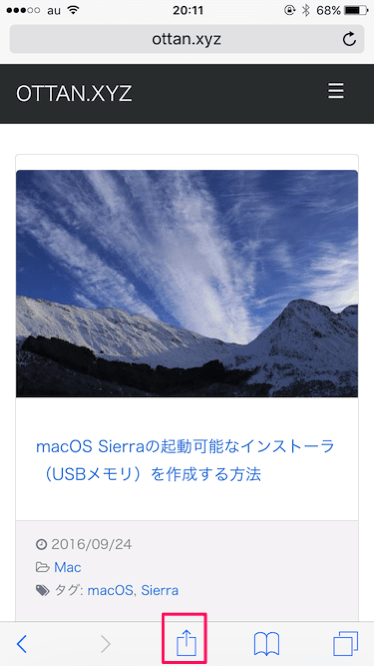 au 20:11 68%
ottan.xyz
OTTAN.XYZ
macOS Sierraの起動可能なインストーラ
（USBメモリ）を作成する方法
2016/09/24
Mac
タグ: macOS, Sierra